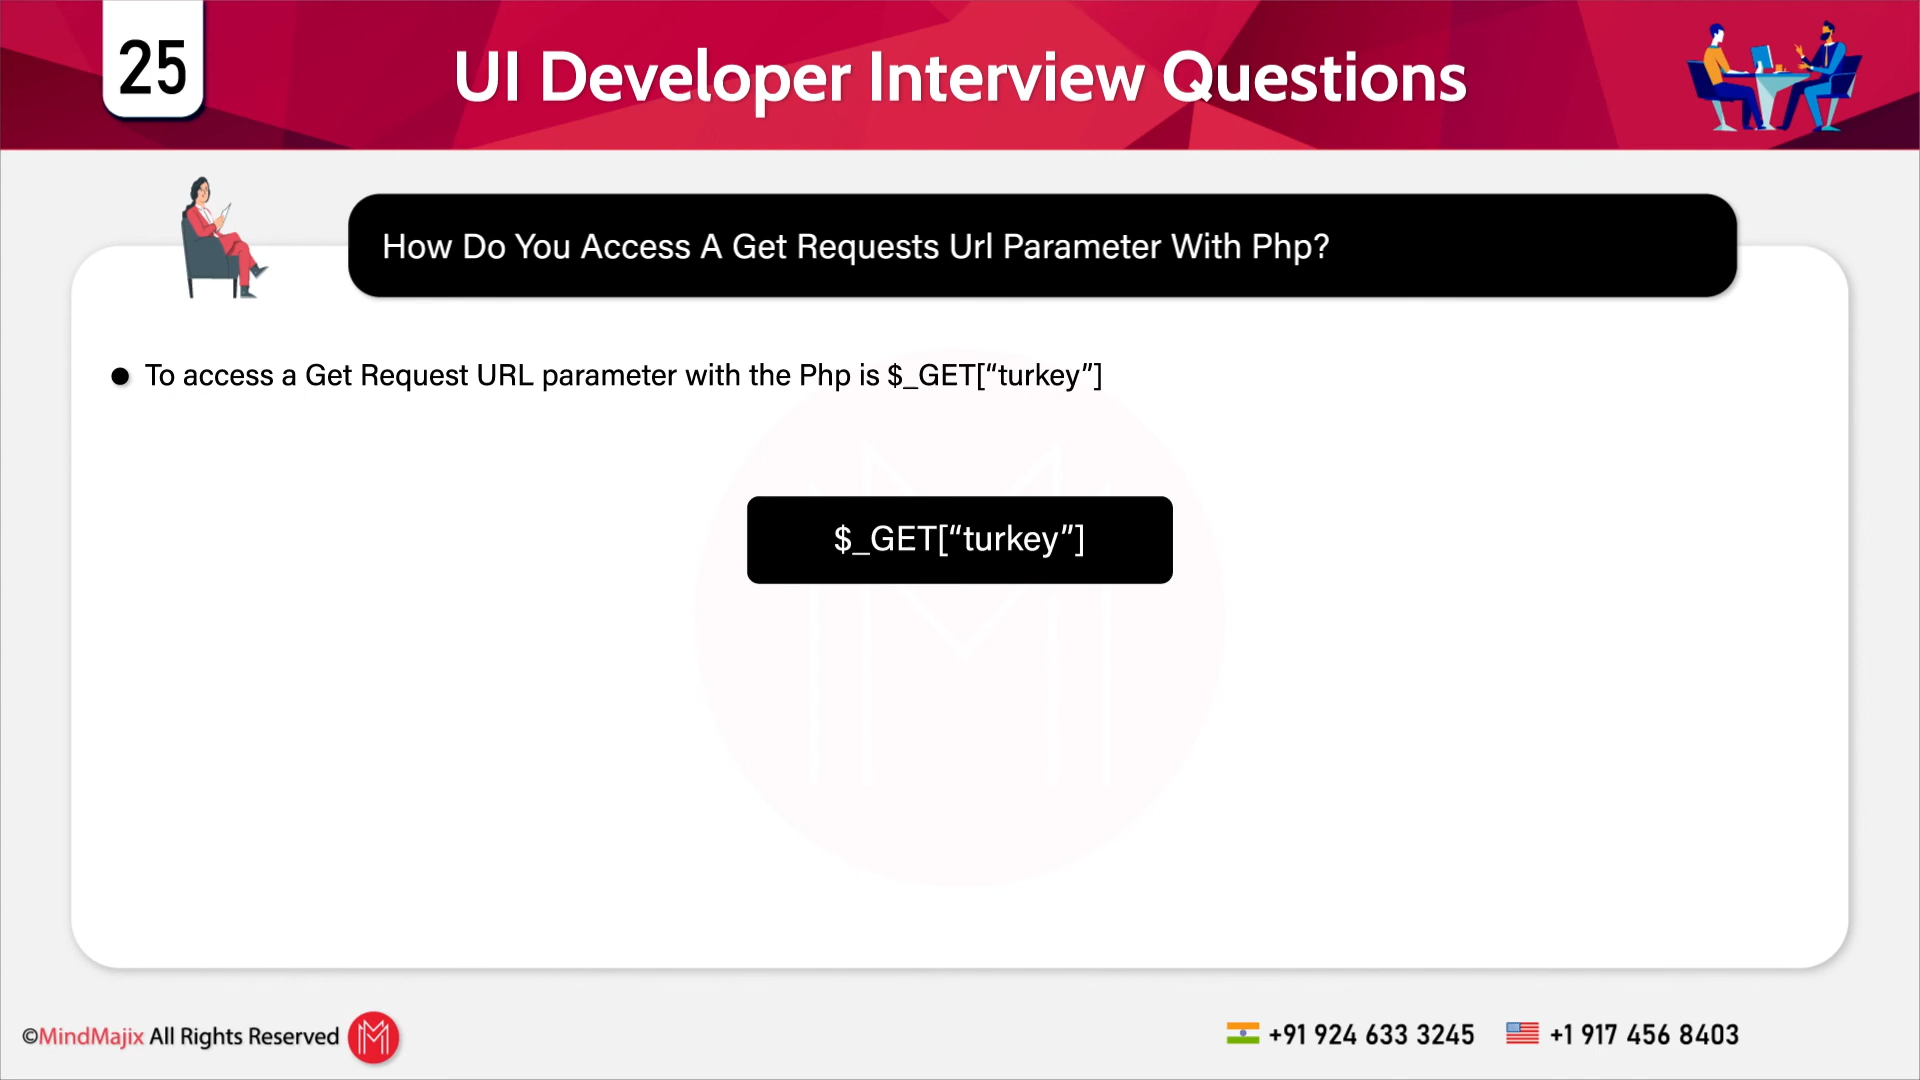 25
UI Developer Interview Questions
How Do You Access A Get Requests Url Parameter With Php?
● To access a Get Request URL parameter with the Php is $_GET[“turkey”]
$_GET[“turkey”]
©MindMajix All Rights Reserved
+91 924 633 3245
+1 917 456 8403